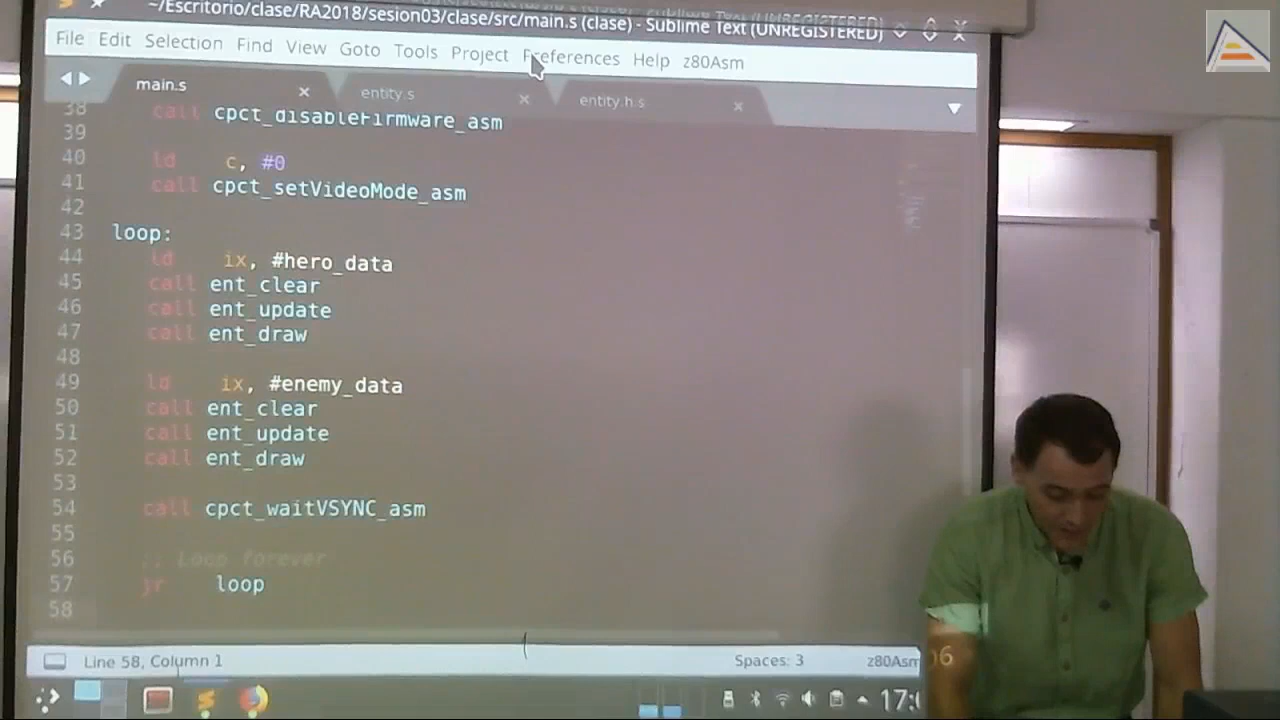 ~/Escritorio/clase/RA2018/sesion03/clase/src/main.s (clase) - Sublime Text (UNREGISTERED)
File Edit Selection Find View Goto Tools Project Preferences Help z80Asm
main.s × entity.s × entity.h.s ×
38 call cpct_disableFirmware_asm
39
40 ld c, #0
41 call cpct_setVideoMode_asm
42
43 loop:
44 ld ix, #hero_data
45 call ent_clear
46 call ent_update
47 call ent_draw
48
49 ld ix, #enemy_data
50 call ent_clear
51 call ent_update
52 call ent_draw
53
54 call cpct_waitVSYNC_asm
55
56 ;; Loop forever
57 jr loop
58
Line 58, Column 1 Spaces: 3 z80Asm